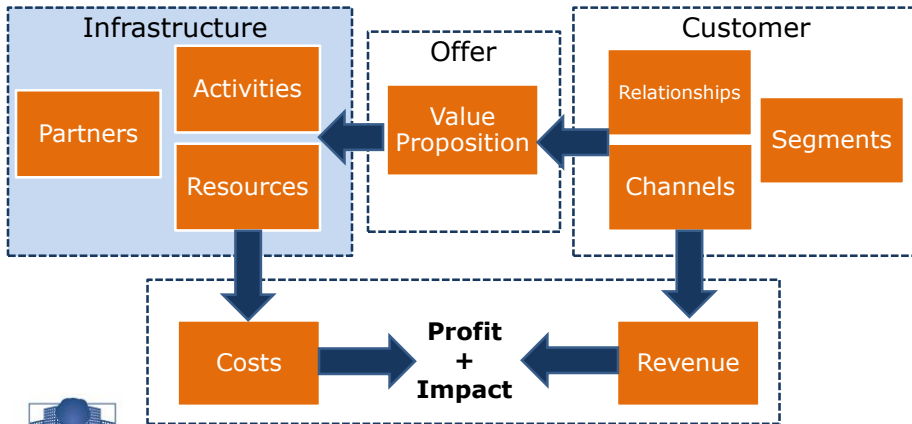 Infrastructure
Partners
Activities
Resources
Offer
Value
Proposition
Customer
Relationships
Channels
Segments
Costs
Profit
+
Impact
Revenue